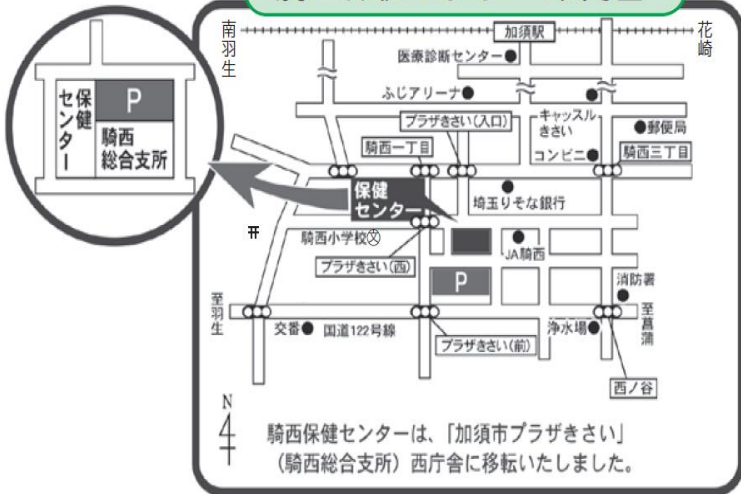 南羽生
花崎
加須駅
医療診断センター
ふじアリーナ
キャッスル
きさい
郵便局
プラザきさい(入口)
騎西一丁目
コンビニ
騎西三丁目
保健
センター
P
騎西
総合支所
保健
センター
埼玉りそな銀行
騎西小学校
文
JA騎西
プラザきさい(西)
P
消防署
至羽生
至菖蒲
交番
国道122号線
浄水場
プラザきさい(前)
西ノ谷
N
騎西保健センターは、「加須市プラザきさい」
（騎西総合支所）西庁舎に移転いたしました。